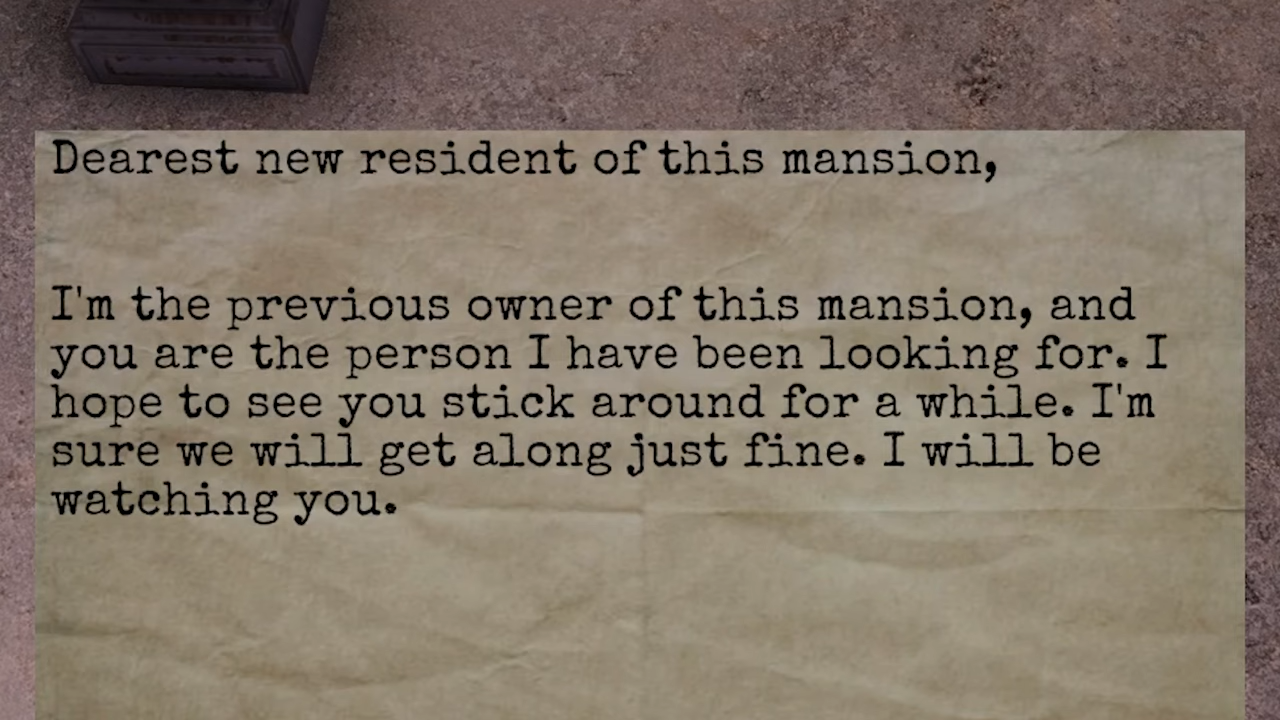 Dearest new resident of this mansion,
I'm the previous owner of this mansion, and
you are the person I have been looking for. I
hope to see you stick around for a while. I'm
sure we will get along just fine. I will be
watching you.